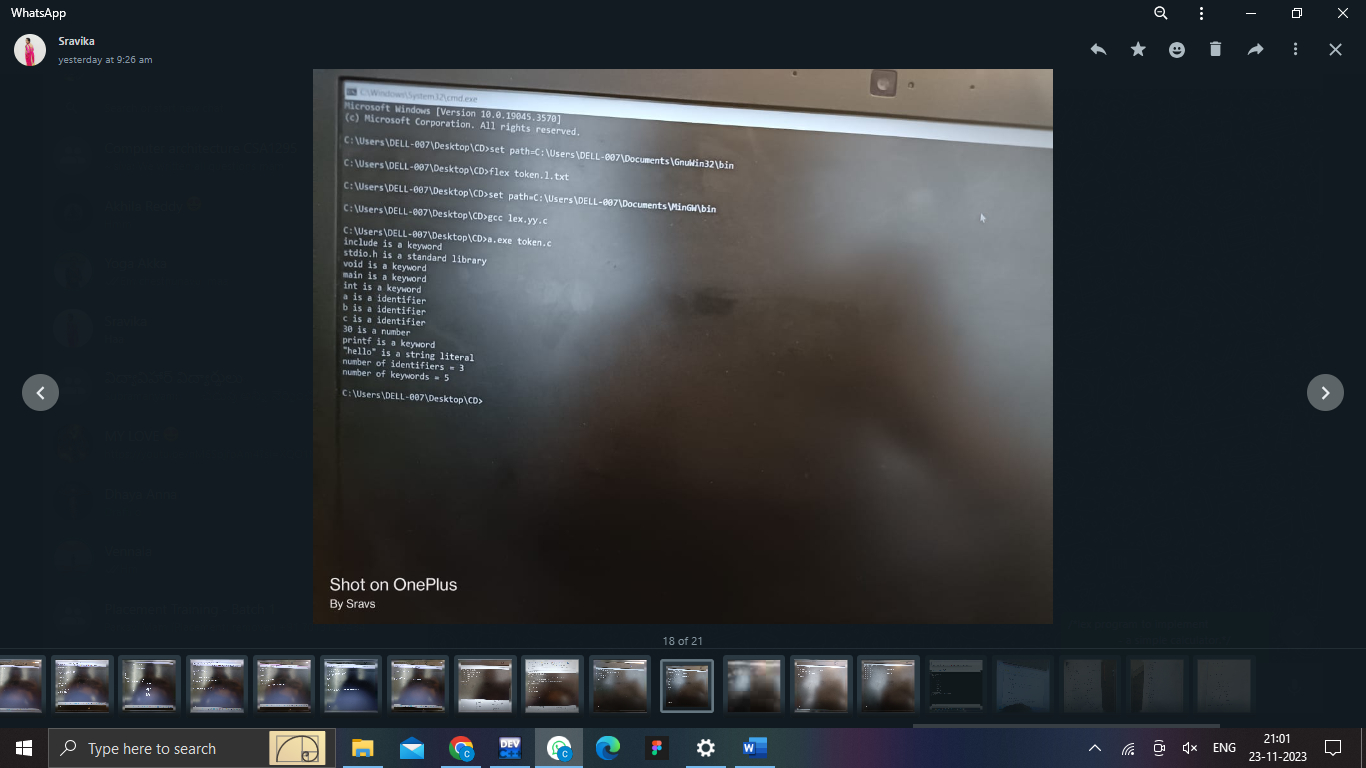 WhatsApp
Sravika
yesterday at 9:26 am
C:\Windows\System32\cmd.exe
Microsoft Windows [Version 10.0.19045.3570]
(c) Microsoft Corporation. All rights reserved.
C:\Users\DELL-007\Desktop\CD>set path=C:\Users\DELL-007\Documents\GnuWin32\bin
C:\Users\DELL-007\Desktop\CD>flex token.l.txt
C:\Users\DELL-007\Desktop\CD>set path=C:\Users\DELL-007\Documents\MinGW\bin
C:\Users\DELL-007\Desktop\CD>gcc lex.yy.c
C:\Users\DELL-007\Desktop\CD>a.exe token.c
include is a keyword
stdio.h is a standard library
void is a keyword
main is a keyword
int is a keyword
a is a identifier
b is a identifier
c is a identifier
30 is a number
printf is a keyword
"hello" is a string literal
number of identifiers = 3
number of keywords = 5
C:\Users\DELL-007\Desktop\CD>
Shot on OnePlus
By Sravs
18 of 21
Type here to search
DEV
ENG
21:01
23-11-2023